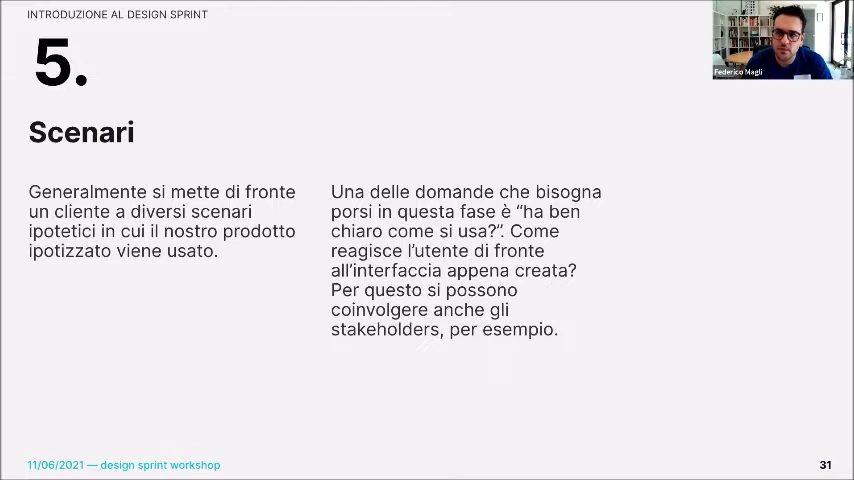 INTRODUZIONE AL DESIGN SPRINT
5.
Federico Magli
Scenari
Generalmente si mette di fronte
un cliente a diversi scenari
ipotetici in cui il nostro prodotto
ipotizzato viene usato.
Una delle domande che bisogna
porsi in questa fase è “ha ben
chiaro come si usa?”. Come
reagisce l’utente di fronte
all’interfaccia appena creata?
Per questo si possono
coinvolgere anche gli
stakeholders, per esempio.
11/06/2021 — design sprint workshop
31